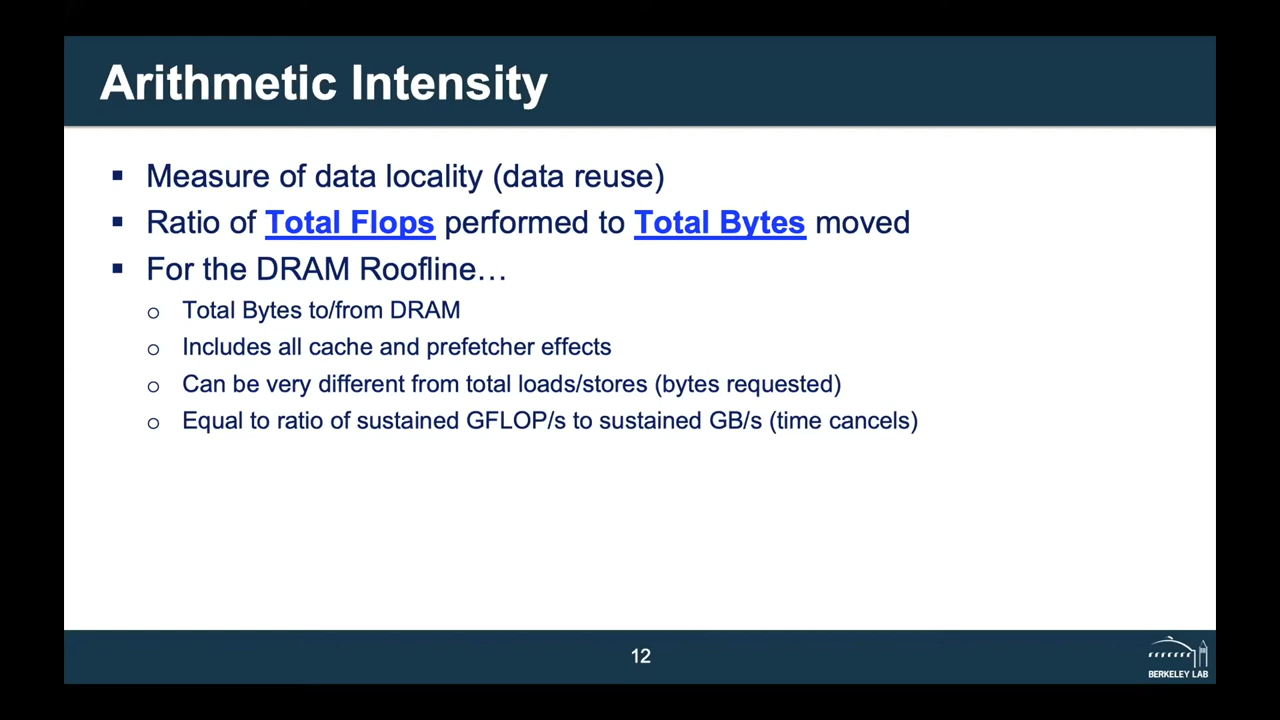 Arithmetic Intensity
▪ Measure of data locality (data reuse)
▪ Ratio of Total Flops performed to Total Bytes moved
▪ For the DRAM Roofline…
o Total Bytes to/from DRAM
o Includes all cache and prefetcher effects
o Can be very different from total loads/stores (bytes requested)
o Equal to ratio of sustained GFLOP/s to sustained GB/s (time cancels)
12
BERKELEY LAB